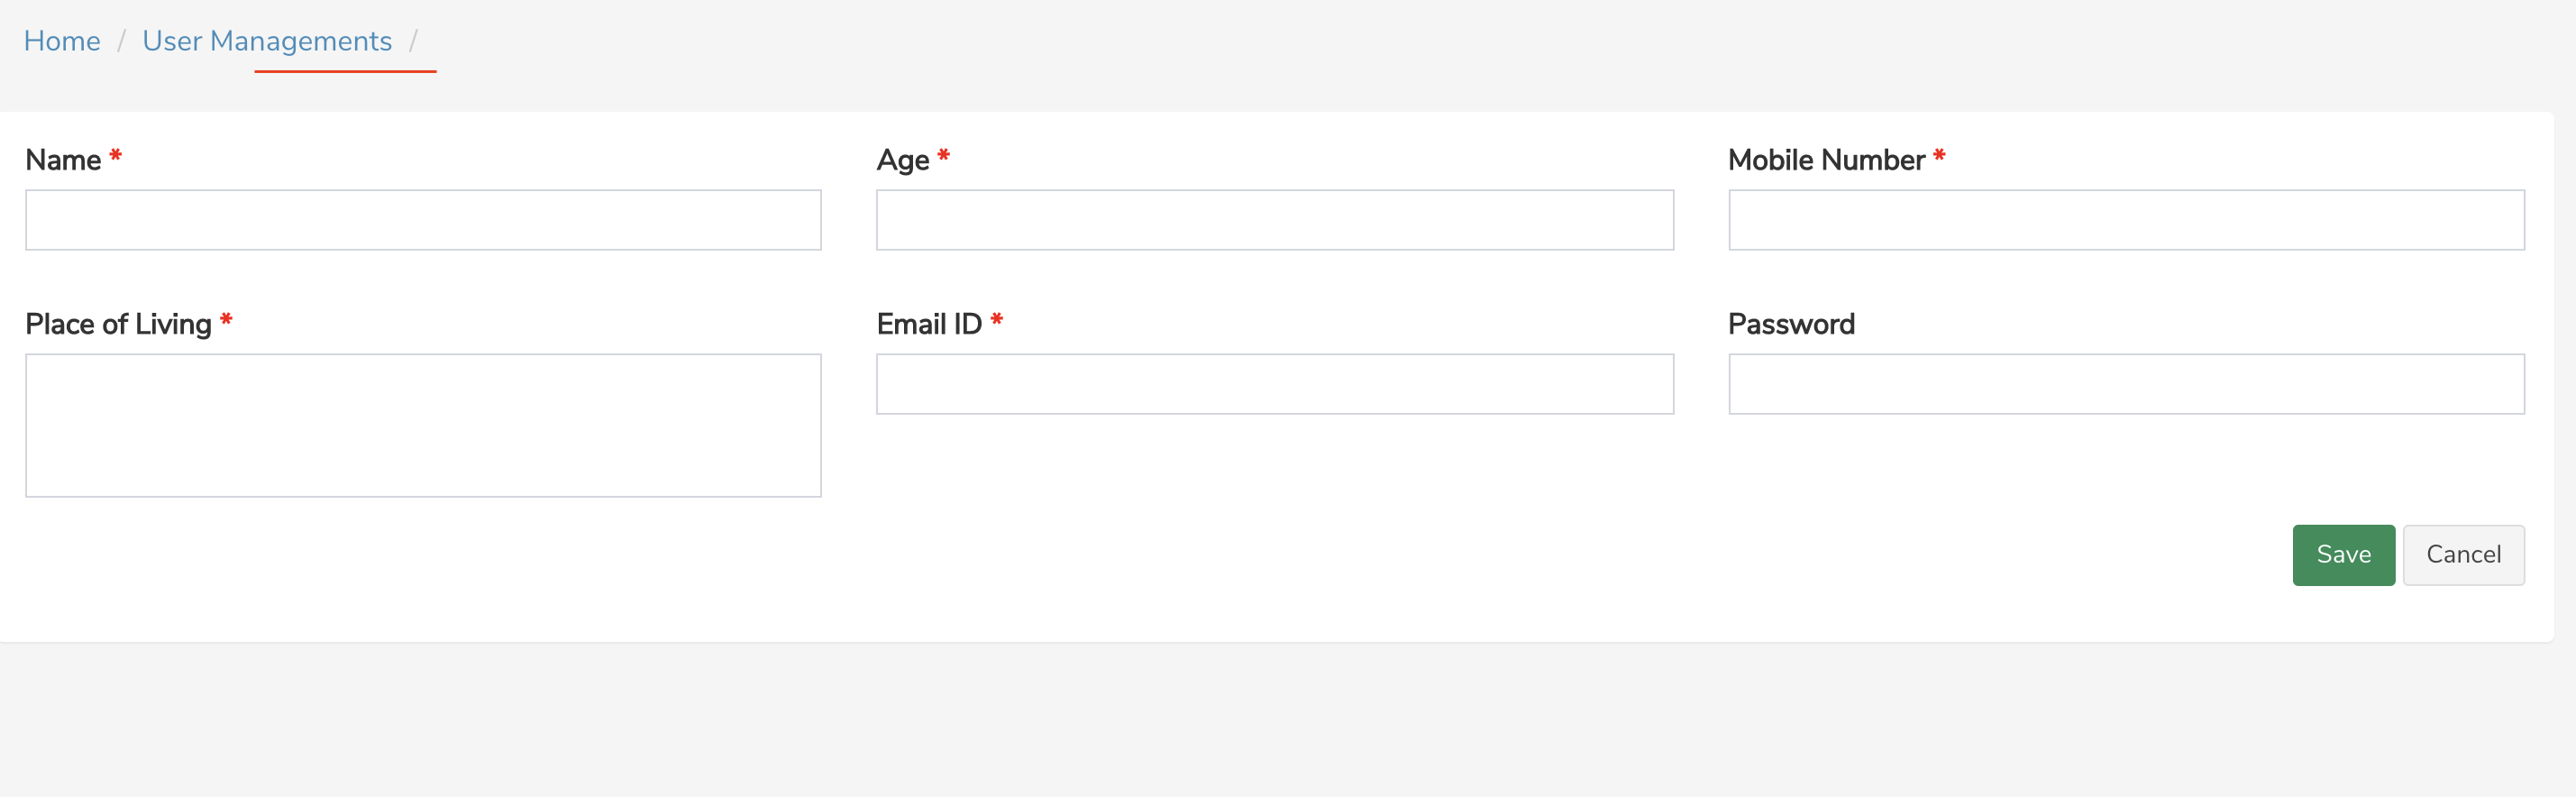 Home / User Managements /
Name * Age * Mobile Number *
Place of Living * Email ID * Password
Save Cancel